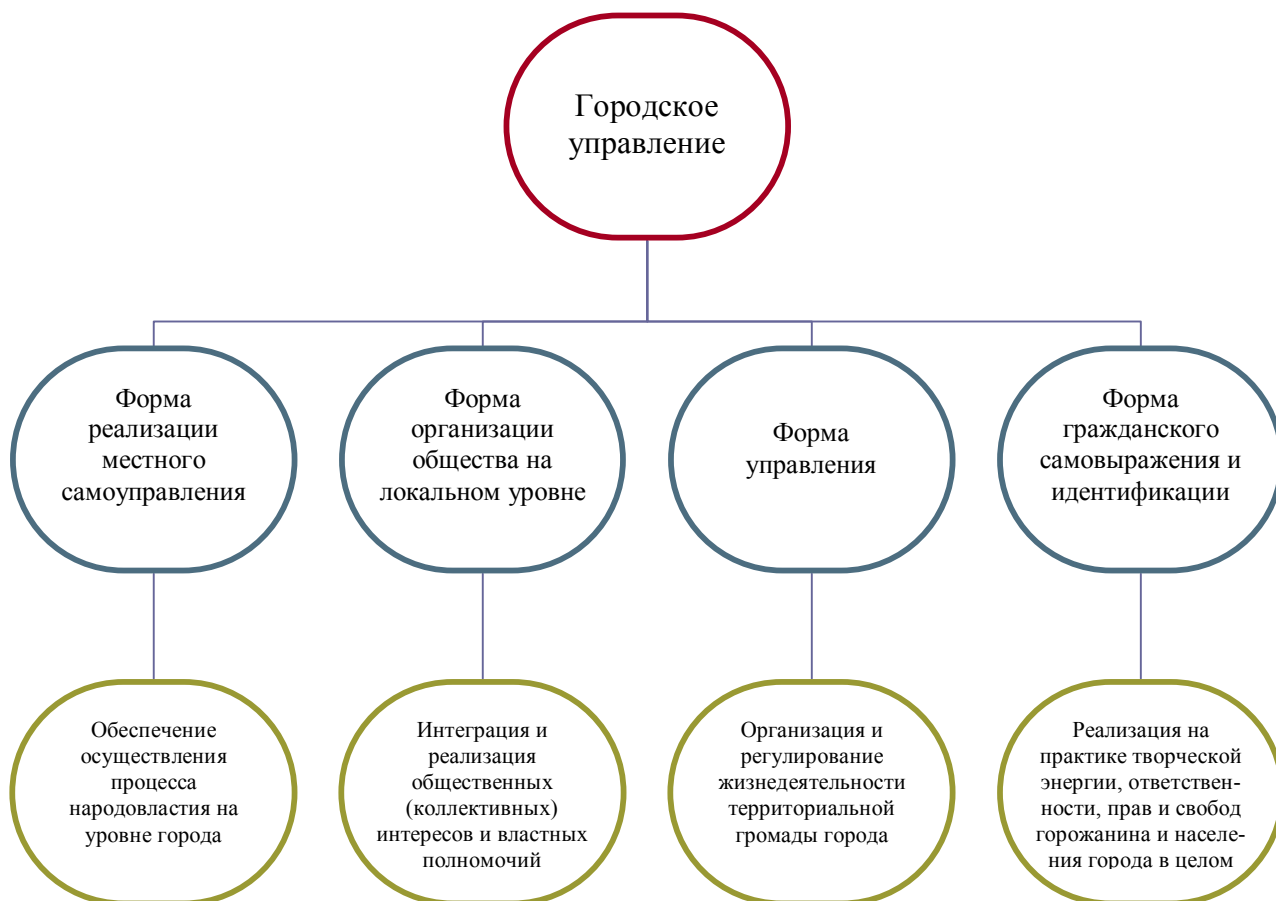 Городское
управление
Форма
реализации
местного
самоуправления
Форма
организации
общества на
локальном уровне
Форма
управления
Форма
гражданского
самовыражения и
идентификации
Обеспечение
осуществления
процесса
народовластия на
уровне города
Интеграция и
реализация
общественных
(коллективных)
интересов и властных
полномочий
Организация и
регулирование
жизнедеятельности
территориальной
громады города
Реализация на
практике творческой
энергии, ответствен-
ности, прав и свобод
горожанина и населе-
ния города в целом